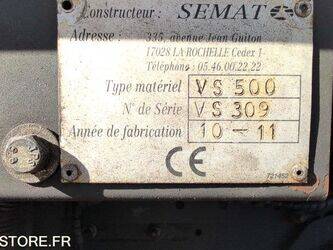 Constructeur: SEMAT
Adresse: 335, avenue Jean Guiton
17028 LA ROCHELLE Cedex 1
Téléphone: 05.46.00.22.22
Type matériel VS 500
N° de Série VS 309
Année de fabrication 10-11
CE
721452
STORE.FR